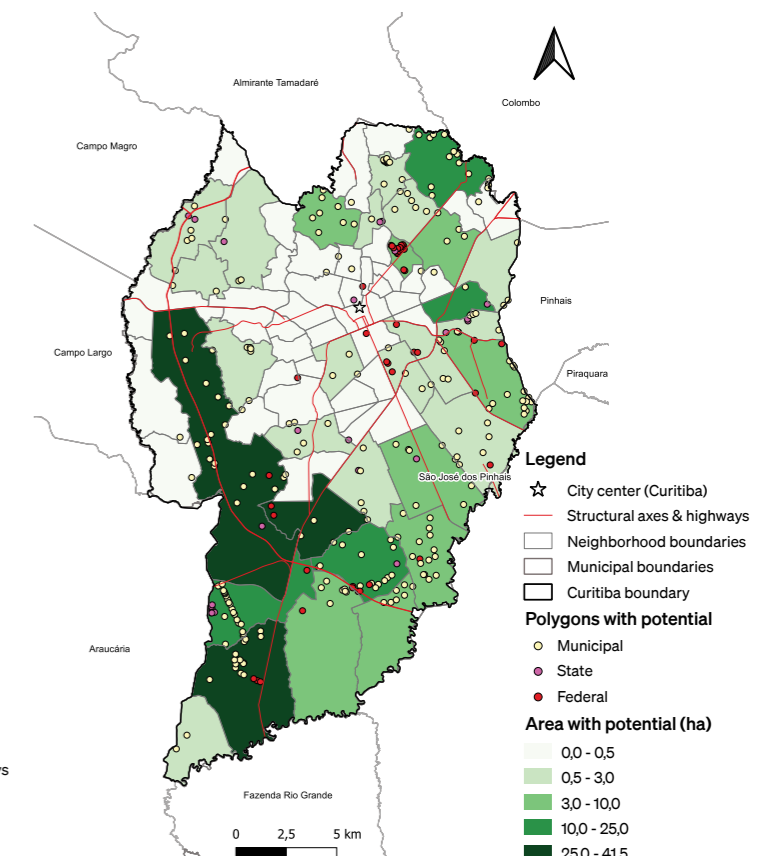 Almirante Tamadaré
Colombo
Campo Magro
Pinhais
Campo Largo
Piraquara
São José dos Pinhais
Araucária
Fazenda Rio Grande
0 2,5 5 km
Legend
City center (Curitiba)
Structural axes & highways
Neighborhood boundaries
Municipal boundaries
Curitiba boundary
Polygons with potential
Municipal
State
Federal
Area with potential (ha)
0,0 - 0,5
0,5 - 3,0
3,0 - 10,0
10,0 - 25,0
25,0 - 41,5